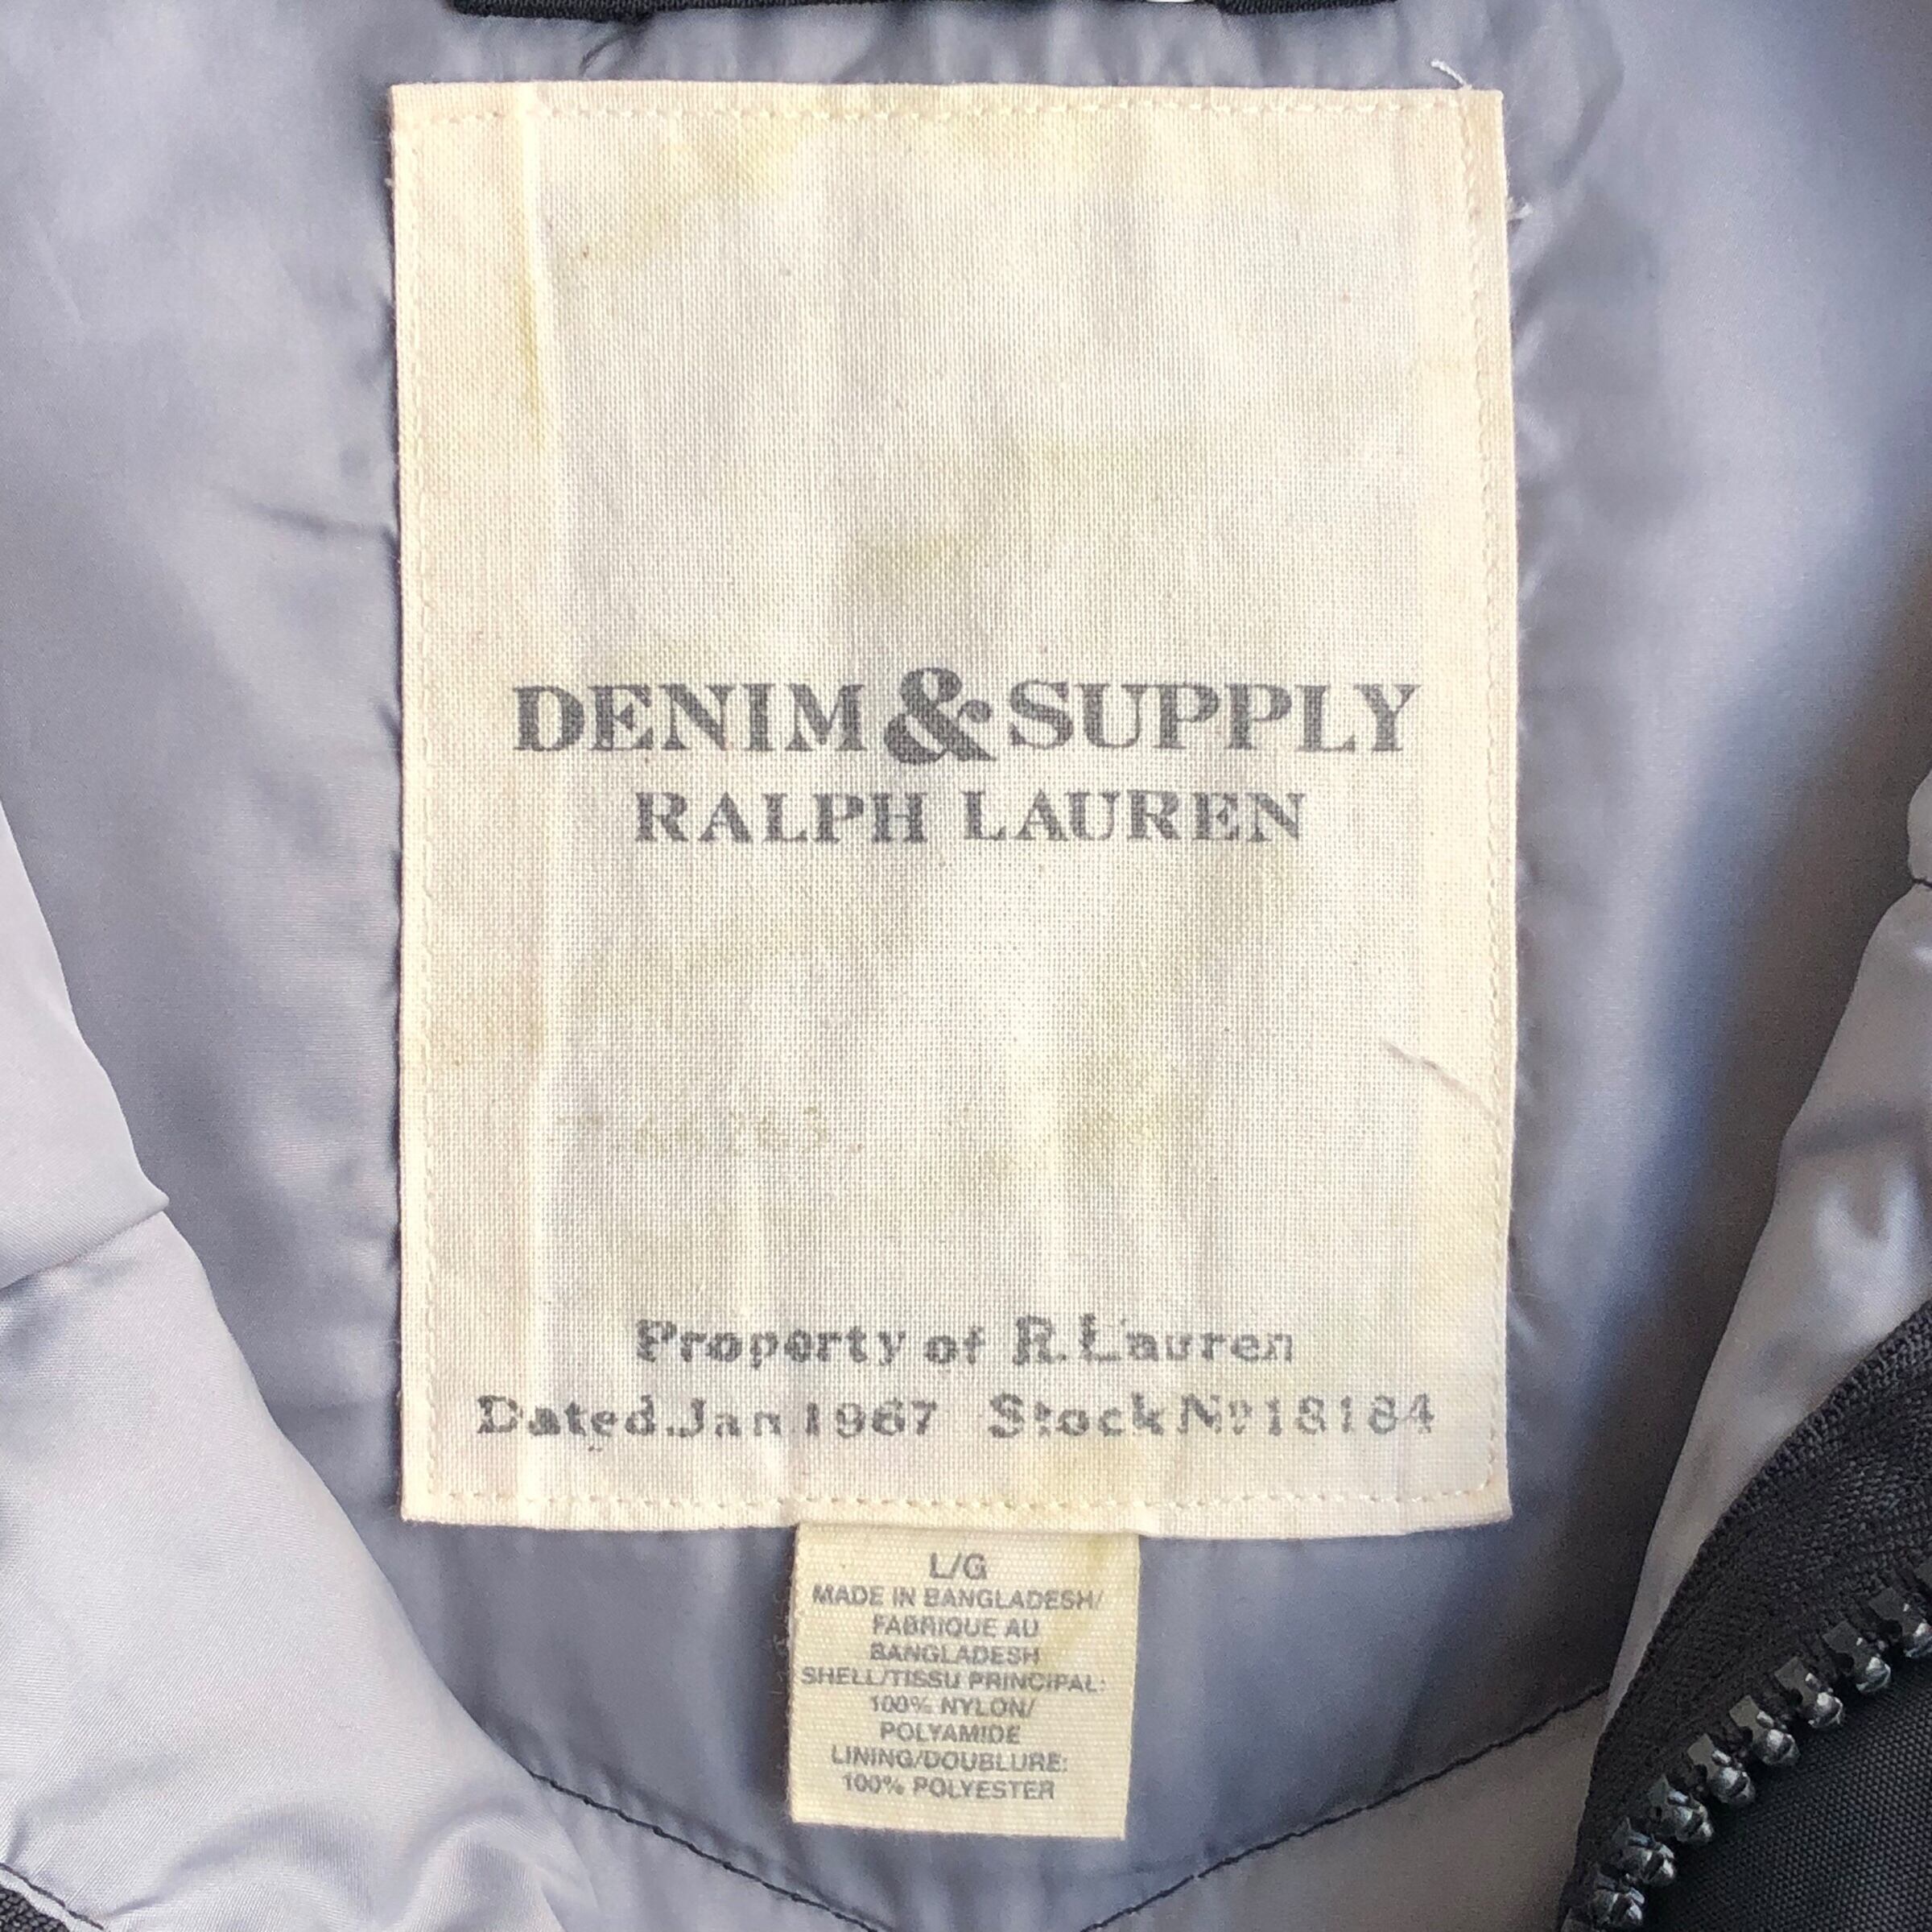 DENIM & SUPPLY
RALPH LAUREN
Property of R. Lauren
Dated Jan 1967 Stock No 18184
L/G
MADE IN BANGLADESH/
FABRIQUE AU
BANGLADESH
SHELL/TISSU PRINCIPAL:
100% NYLON/
POLYAMIDE
LINING/DOUBLURE:
100% POLYESTER